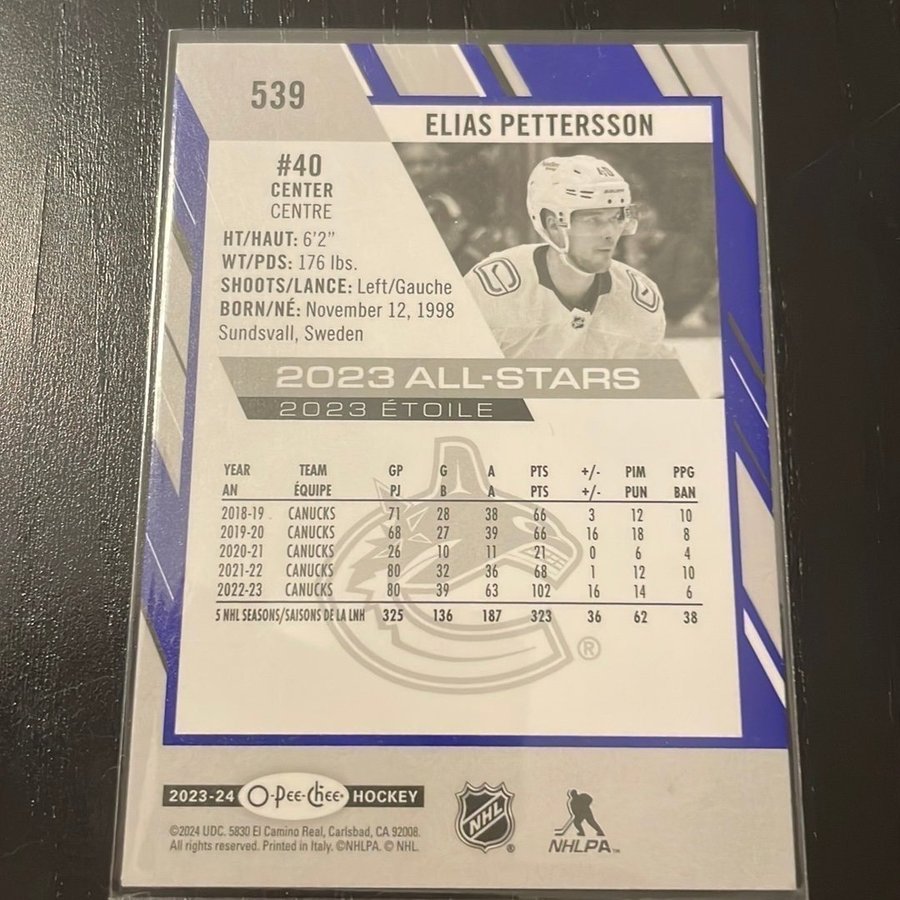 539
ELIAS PETTERSSON
#40
CENTER
CENTRE
HT/HAUT: 6'2"
WT/PDS: 176 lbs.
SHOOTS/LANCE: Left/Gauche
BORN/NÉ: November 12, 1998
Sundsvall, Sweden
2023 ALL-STARS
2023 ÉTOILE
YEAR TEAM GP G A PTS +/- PIM PPG
AN ÉQUIPE PJ B A PTS +/- PUN BAN
2018-19 CANUCKS 71 28 38 66 3 12 10
2019-20 CANUCKS 68 27 39 66 16 18 8
2020-21 CANUCKS 26 10 11 21 0 6 4
2021-22 CANUCKS 80 32 36 68 1 12 10
2022-23 CANUCKS 80 39 63 102 16 14 6
5 NHL SEASONS/SAISONS DE LA LNH 325 136 187 323 36 62 38
®
2023-24 O-Pee-Chee® HOCKEY
©2024 UDC. 5830 El Camino Real, Carlsbad, CA 92008.
All rights reserved. Printed in Italy. ©NHLPA. © NHL.
NHL ®
NHLPA™